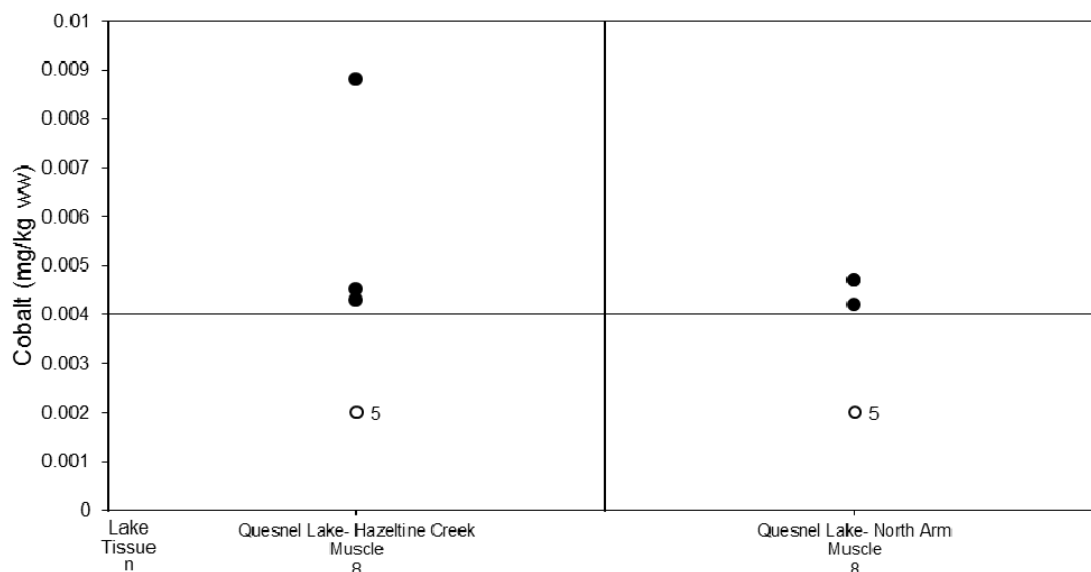 0.01
0.009
0.008
0.007
0.006
0.005
0.004
0.003
0.002
0.001
0
Cobalt (mg/kg ww)
5
5
Lake
Tissue
n
Quesnel Lake- Hazeltine Creek
Muscle
8
Quesnel Lake- North Arm
Muscle
8